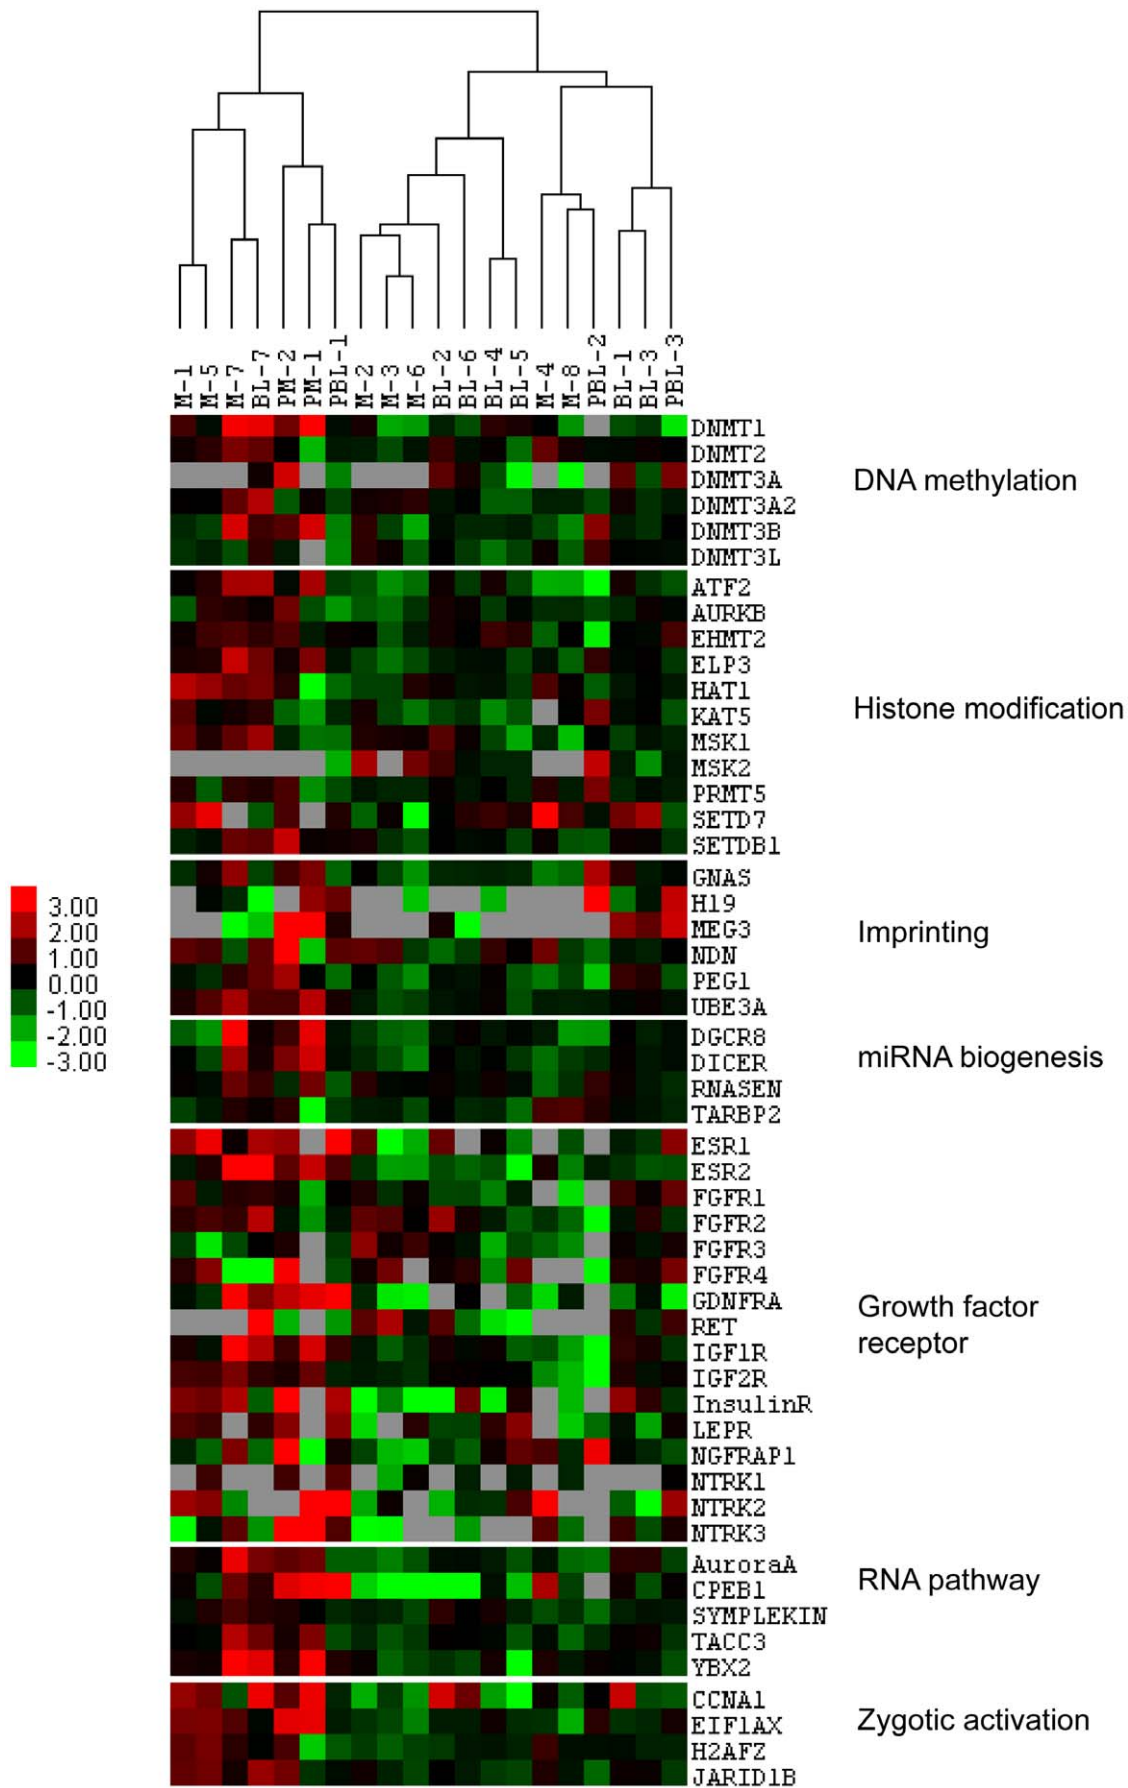 M-1
M-5
M-7
BL-7
PM-2
PM-1
PBL-1
M-2
M-3
M-6
BL-2
BL-6
BL-4
BL-5
M-4
M-8
PBL-2
BL-1
BL-3
PBL-3
DNMT1
DNMT2
DNMT3A
DNMT3A2
DNMT3B
DNMT3L
DNA methylation
ATF2
AURKB
EHMT2
ELP3
HAT1
KAT5
MSK1
MSK2
PRMT5
SETD7
SETDB1
Histone modification
3.00
2.00
1.00
0.00
-1.00
-2.00
-3.00
GNAS
H19
MEG3
NDN
PEG1
UBE3A
Imprinting
DGCR8
DICER
RNASEN
TARBP2
miRNA biogenesis
ESR1
ESR2
FGFR1
FGFR2
FGFR3
FGFR4
GDNFRA
RET
IGF1R
IGF2R
InsulinR
LEPR
NGFRAP1
NTRK1
NTRK2
NTRK3
Growth factor
receptor
AuroraA
CPEB1
SYMPLEKIN
TACC3
YBX2
RNA pathway
CCNA1
EIF1AX
H2AFZ
JARID1B
Zygotic activation